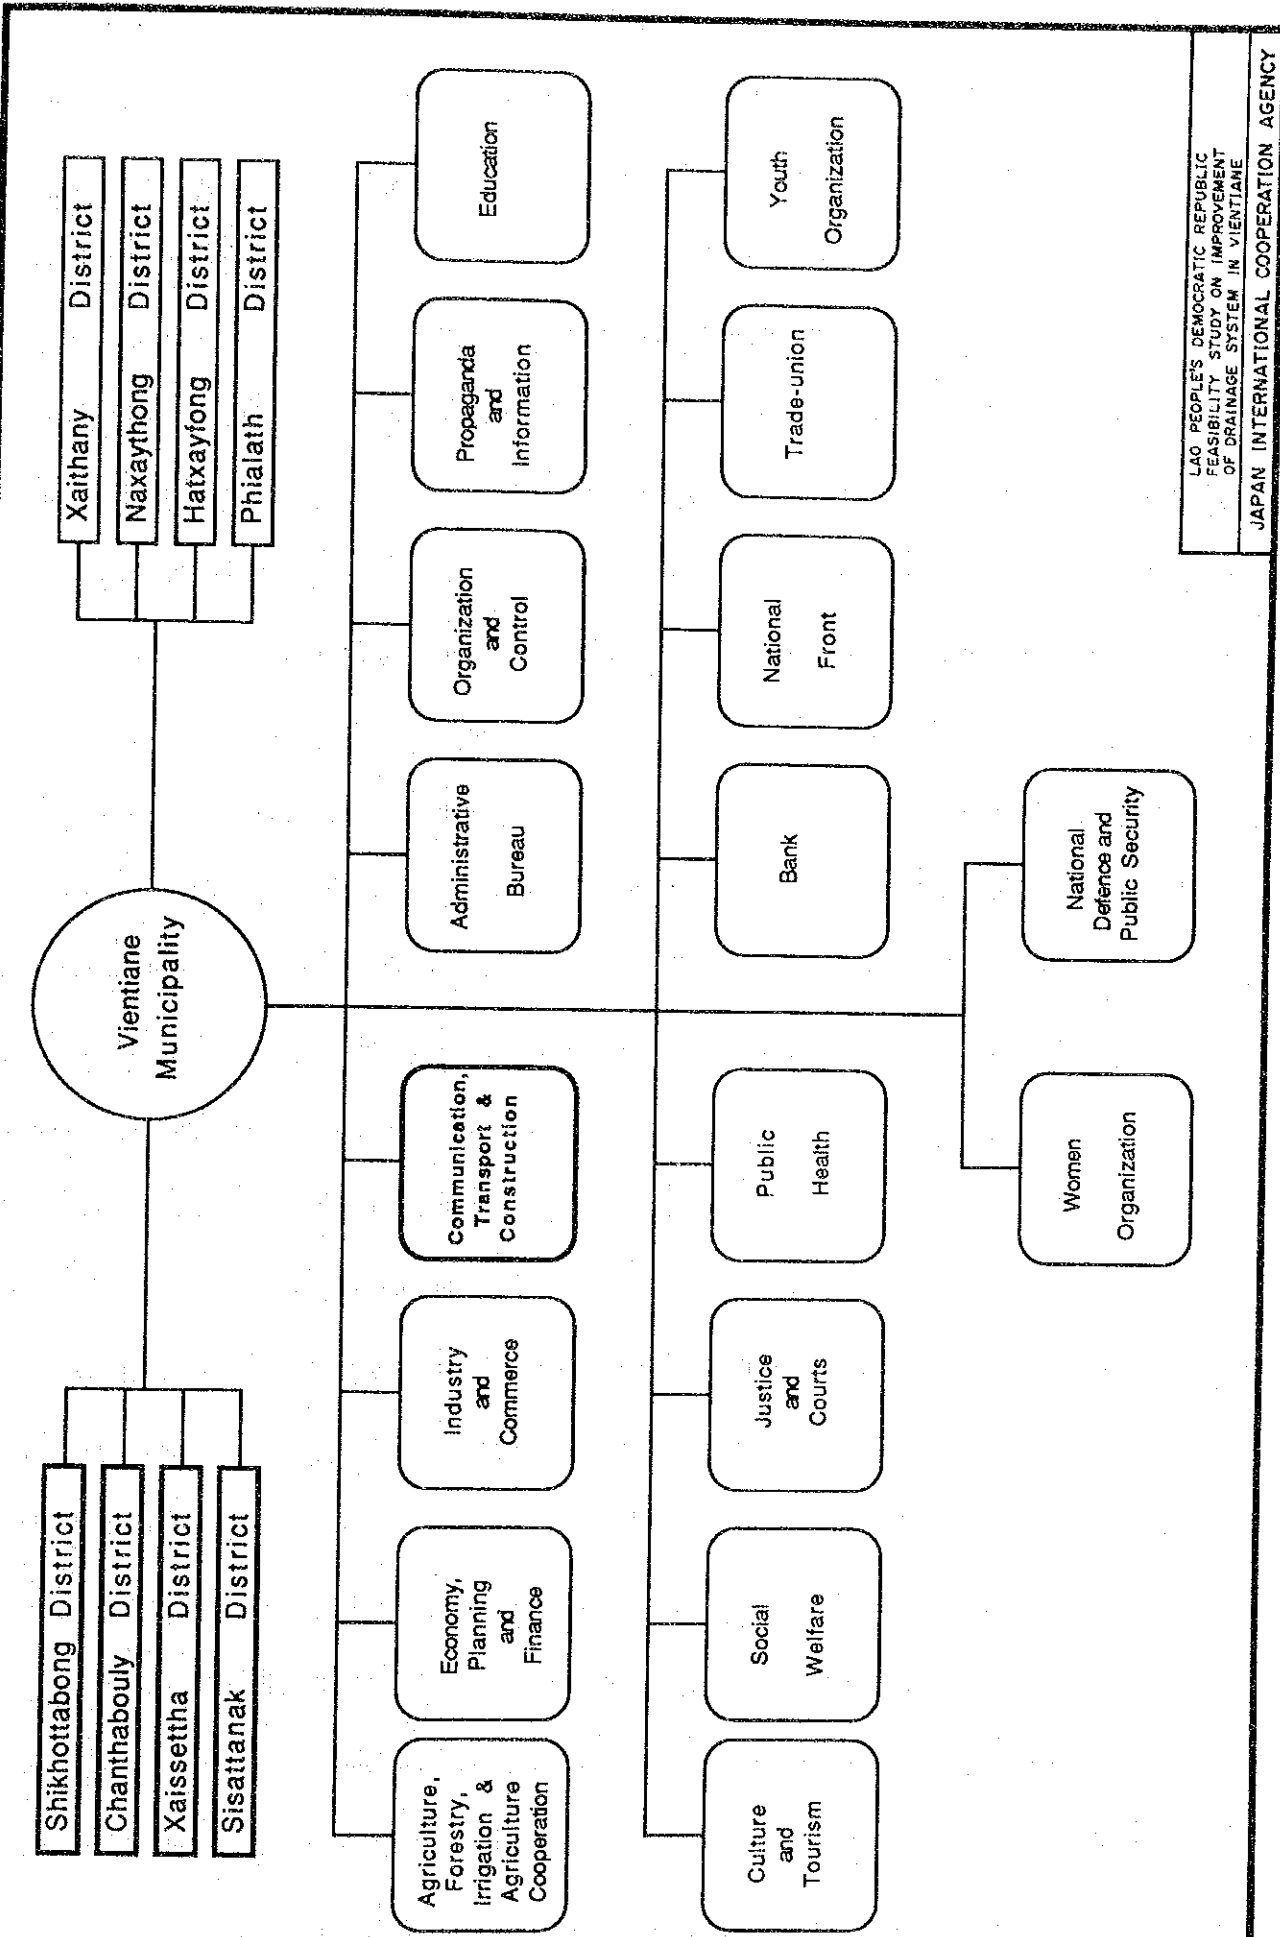 Vientiane
Municipality
Shikhottabong District
Chanthabouly District
Xaissettha District
Sisattanak District
Xaithany District
Naxaythong District
Hatxayfong District
Phialath District
Agriculture,
Forestry,
Irrigation &
Agriculture
Cooperation
Economy,
Planning
and
Finance
Industry
and
Commerce
Communication,
Transport &
Construction
Administrative
Bureau
Organization
and
Control
Propaganda
and
Information
Education
Culture
and
Tourism
Social
Welfare
Justice
and
Courts
Public
Health
Bank
National
Front
Trade-union
Youth
Organization
Women
Organization
National
Defence and
Public Security
LAO PEOPLE'S DEMOCRATIC REPUBLIC
FEASIBILITY STUDY ON IMPROVEMENT
OF DRAINAGE SYSTEM IN VIENTIANE
JAPAN INTERNATIONAL COOPERATION AGENCY